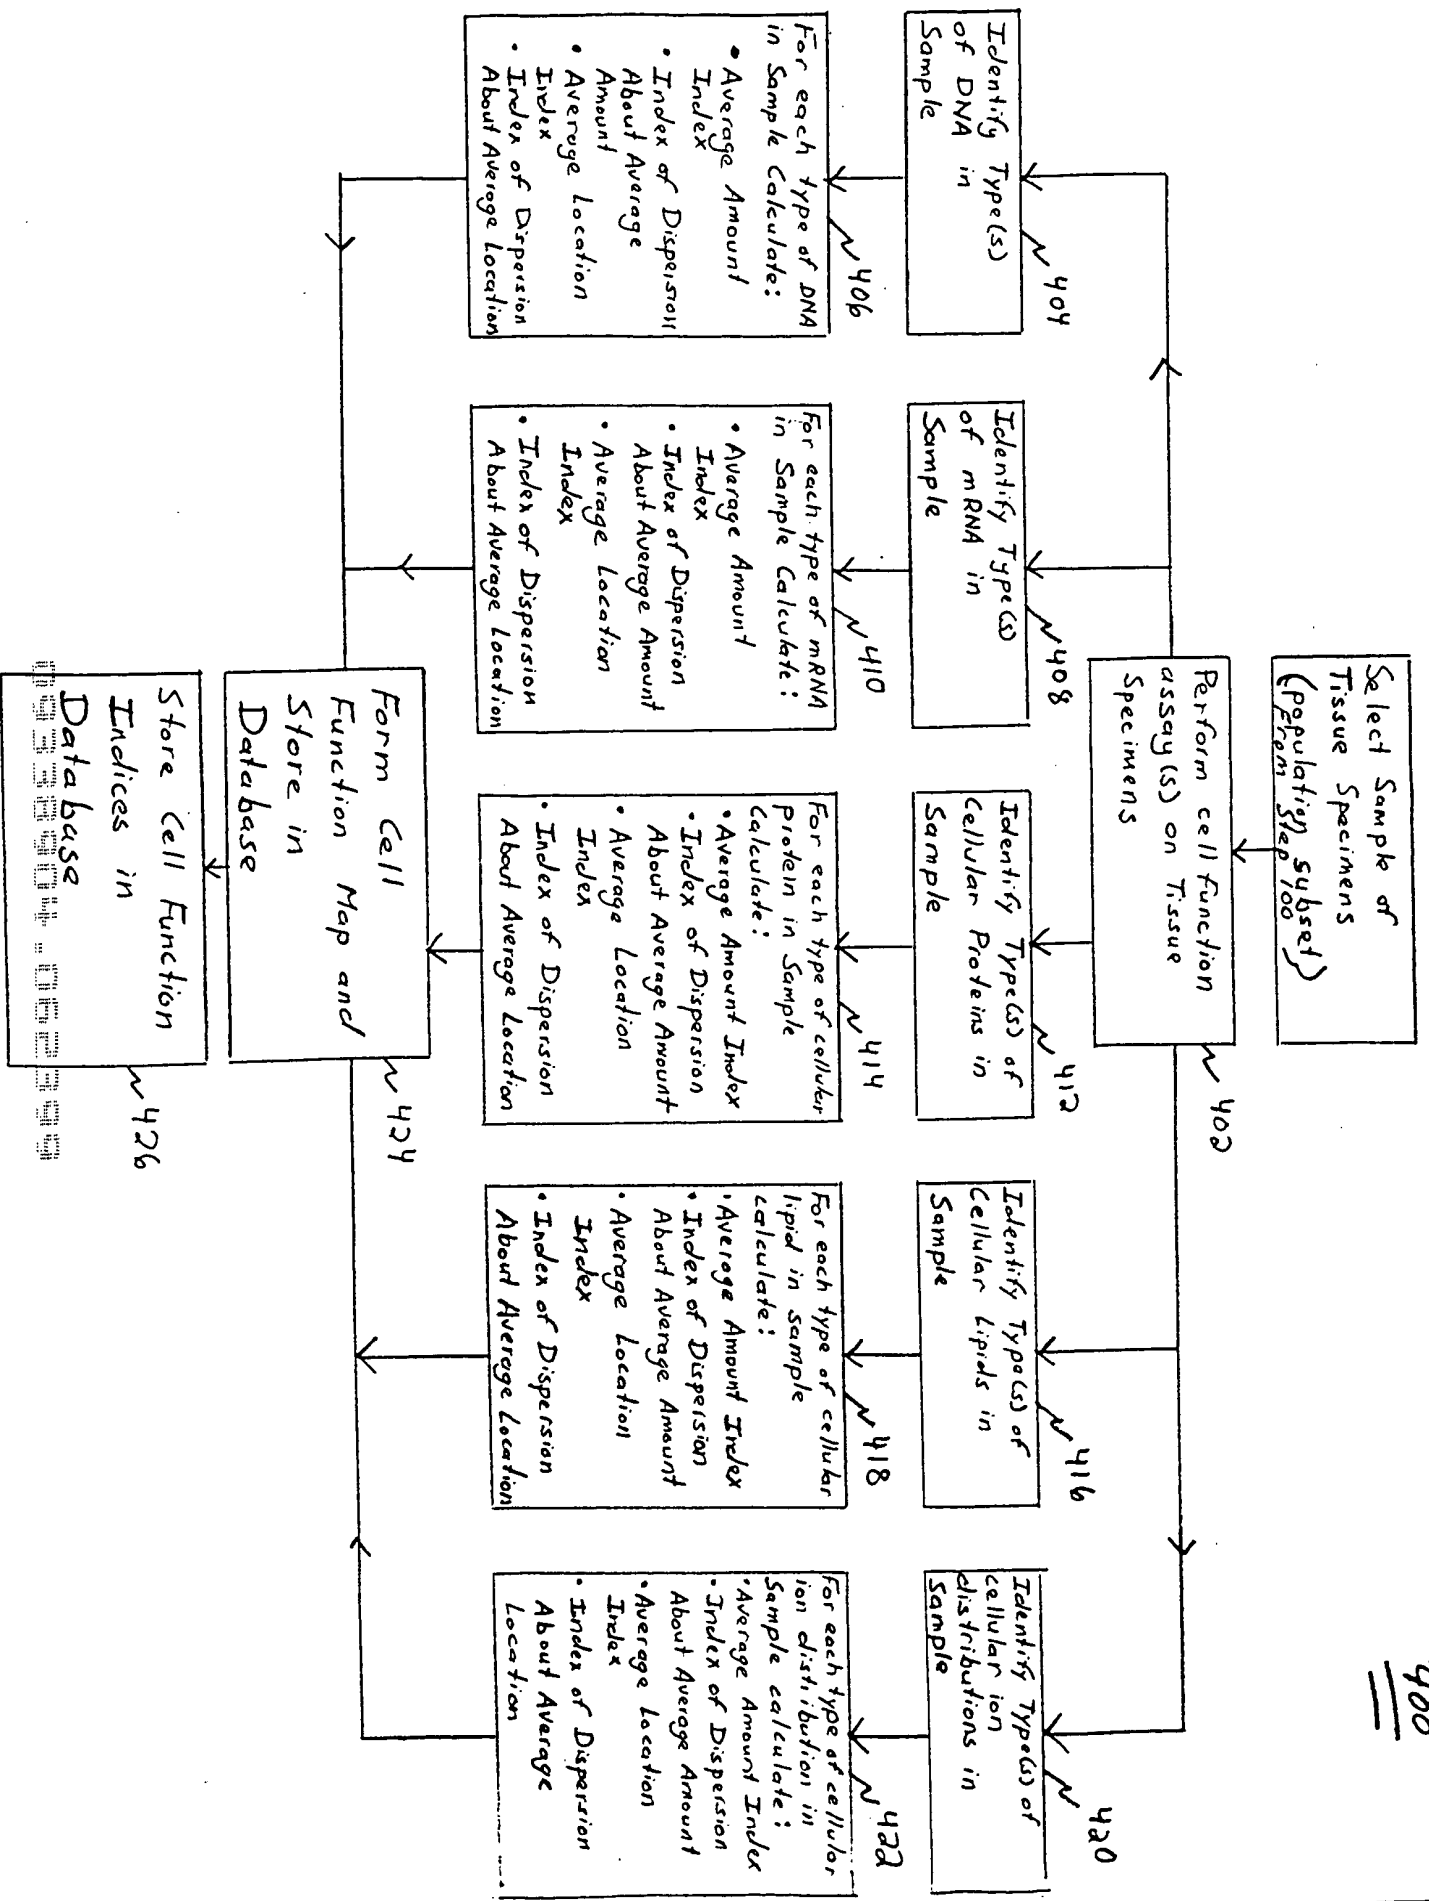 400
Select Sample of
Tissue Specimens
(population subset)
from Step 100
Perform cell function
assay(s) on Tissue
Specimens
402
Identify Type(s)
of DNA in
Sample
404
Identify Type(s)
of mRNA in
Sample
408
Identify Type(s) of
Cellular Proteins in
Sample
412
Identify Type(s) of
Cellular Lipids in
Sample
416
Identify Type(s) of
cellular ion
distributions in
Sample
420
For each type of DNA
in Sample Calculate:
• Average Amount
Index
• Index of Dispersion
About Average
Amount
• Average Location
Index
• Index of Dispersion
About Average Location
406
For each type of mRNA
in Sample Calculate:
• Average Amount
Index
• Index of Dispersion
About Average Amount
• Average Location
Index
• Index of Dispersion
About Average Location
410
For each type of cellular
protein in Sample
Calculate:
• Average Amount Index
• Index of Dispersion
About Average Amount
• Average Location
Index
• Index of Dispersion
About Average Location
414
For each type of cellular
lipid in sample
calculate:
• Average Amount Index
• Index of Dispersion
About Average Amount
• Average Location
Index
• Index of Dispersion
About Average Location
418
For each type of cellular
ion distribution in
Sample calculate:
• Average Amount Index
• Index of Dispersion
About Average Amount
• Average Location
Index
• Index of Dispersion
About Average
Location
422
Form Cell
Function Map and
Store in
Database
424
Store Cell Function
Indices in
Database
426
09338904.062399